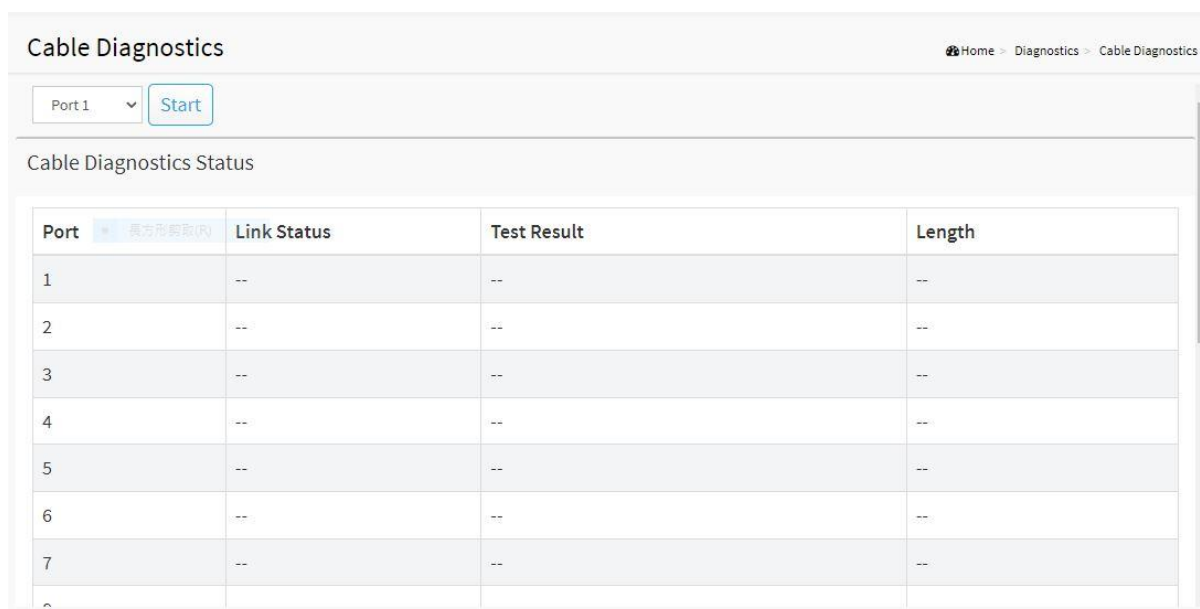 Cable Diagnostics
Home > Diagnostics > Cable Diagnostics
Port 1 Start
Cable Diagnostics Status
Port 長方形剪取(R) Link Status Test Result Length
1 -- -- --
2 -- -- --
3 -- -- --
4 -- -- --
5 -- -- --
6 -- -- --
7 -- -- --